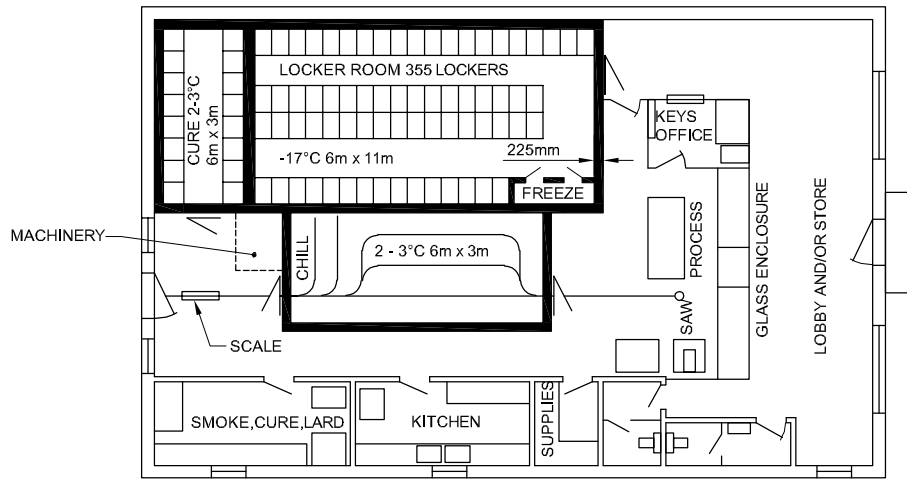 LOCKER ROOM 355 LOCKERS
CURE 2-3°C
6m x 3m
-17°C 6m x 11m
225mm
FREEZE
KEYS
OFFICE
MACHINERY
CHILL
2 - 3°C 6m x 3m
PROCESS
GLASS ENCLOSURE
LOBBY AND/OR STORE
SCALE
SAW
SMOKE,CURE,LARD
KITCHEN
SUPPLIES